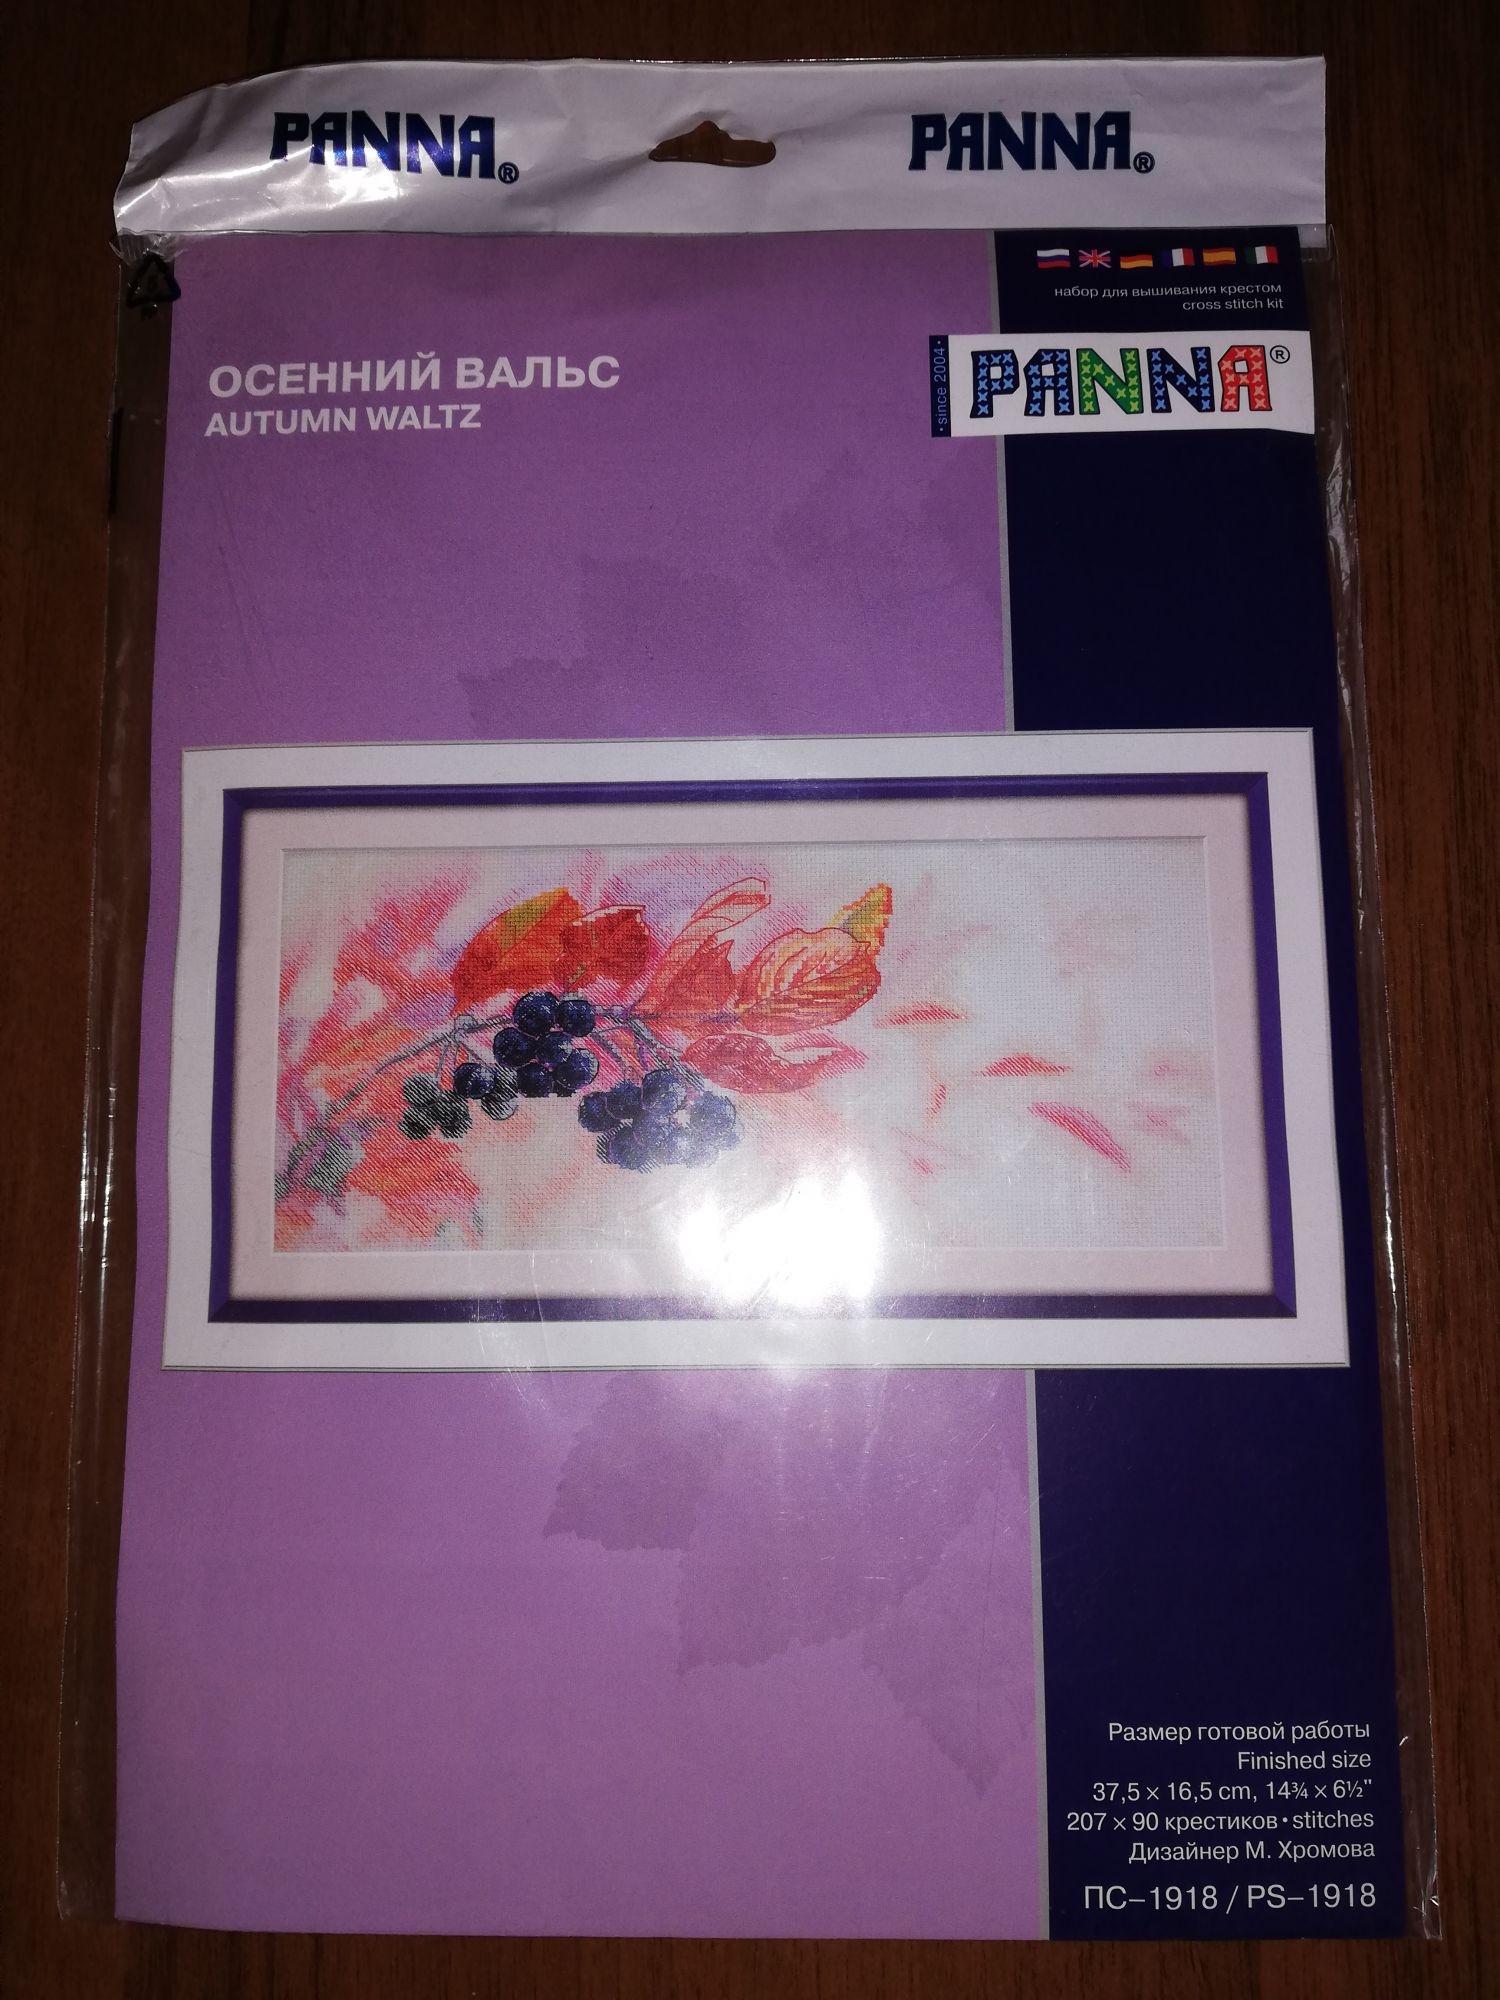 PANNA®
PANNA®
набор для вышивания крестом
cross stitch kit
• since 2004 •
PANNA®
ОСЕННИЙ ВАЛЬС
AUTUMN WALTZ
Размер готовой работы
Finished size
37,5 × 16,5 cm, 14¾ × 6½"
207 × 90 крестиков • stitches
Дизайнер М. Хромова
ПС–1918 / PS–1918